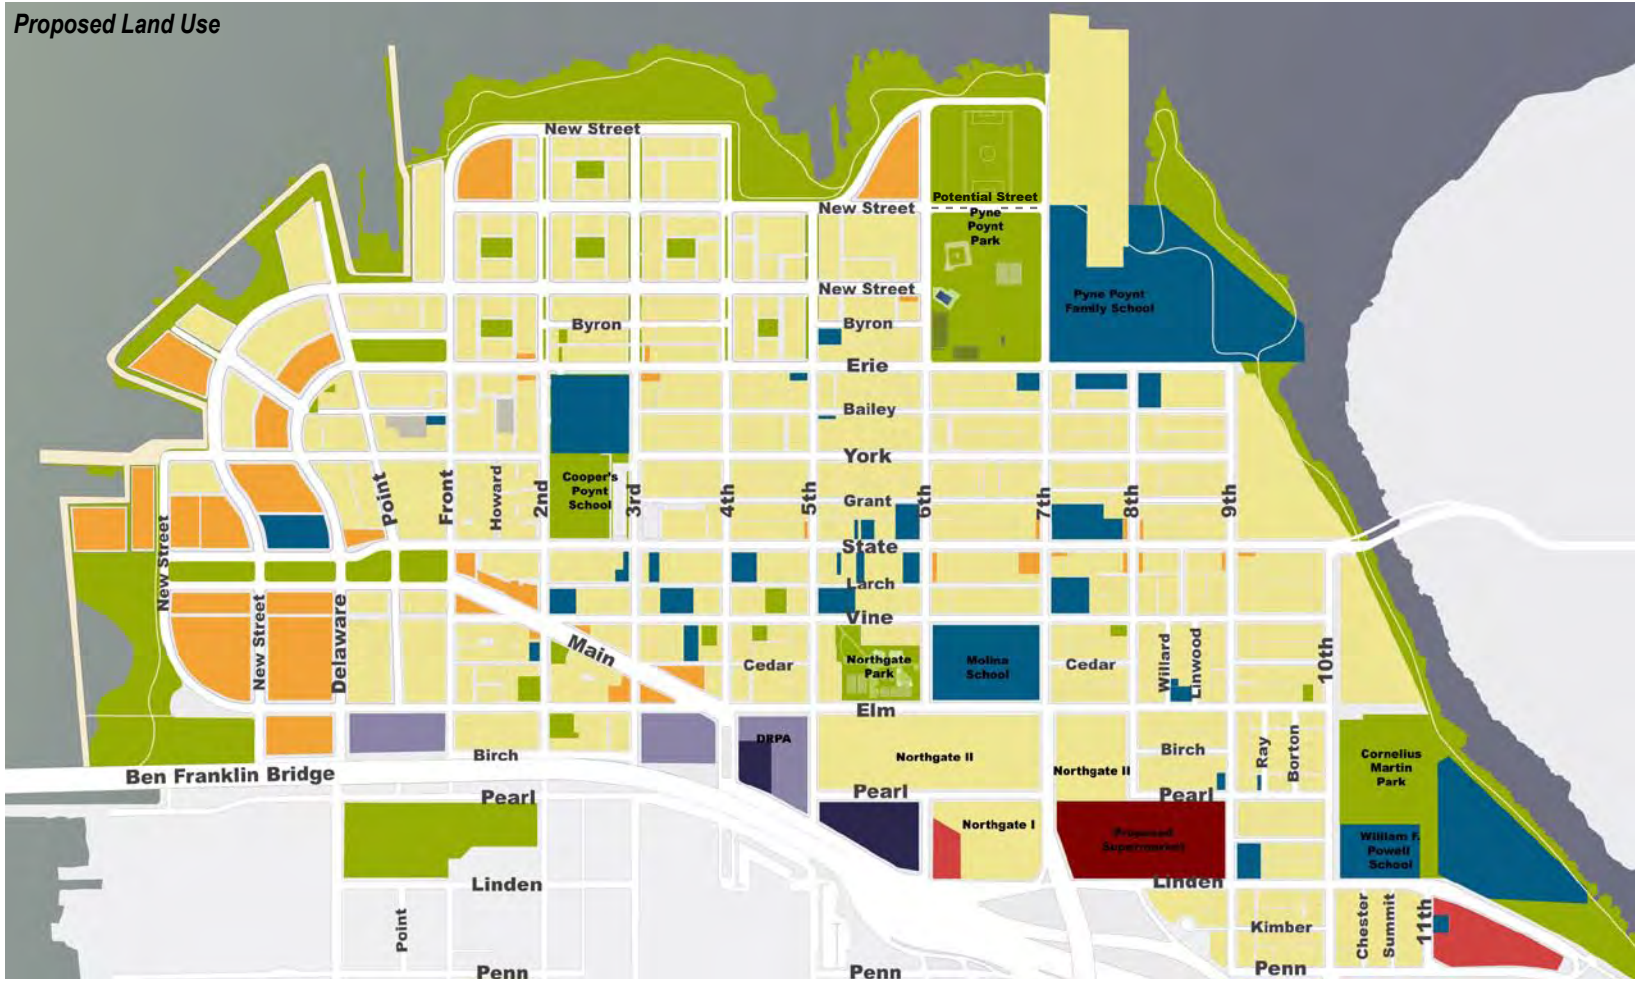 Proposed Land Use
New Street
New Street
Potential Street
Pyne
Poynt
Park
New Street
Pyne Poynt
Family School
Byron
Byron
Erie
Bailey
York
Point
Front
Howard
2nd
Cooper's
Poynt
School
3rd
4th
5th
Grant
6th
7th
8th
9th
State
New Street
Larch
Vine
New Street
Delaware
Main
Cedar
Northgate
Park
Molina
School
Cedar
Willard
Linwood
10th
Elm
DRPA
Birch
Northgate II
Northgate II
Birch
Ray
Borton
Cornelius
Martin
Park
Ben Franklin Bridge
Pearl
Pearl
Pearl
Northgate I
Proposed
Supermarket
William F.
Powell
School
Linden
Linden
Point
Kimber
Chester
Summit
11th
Penn
Penn
Penn